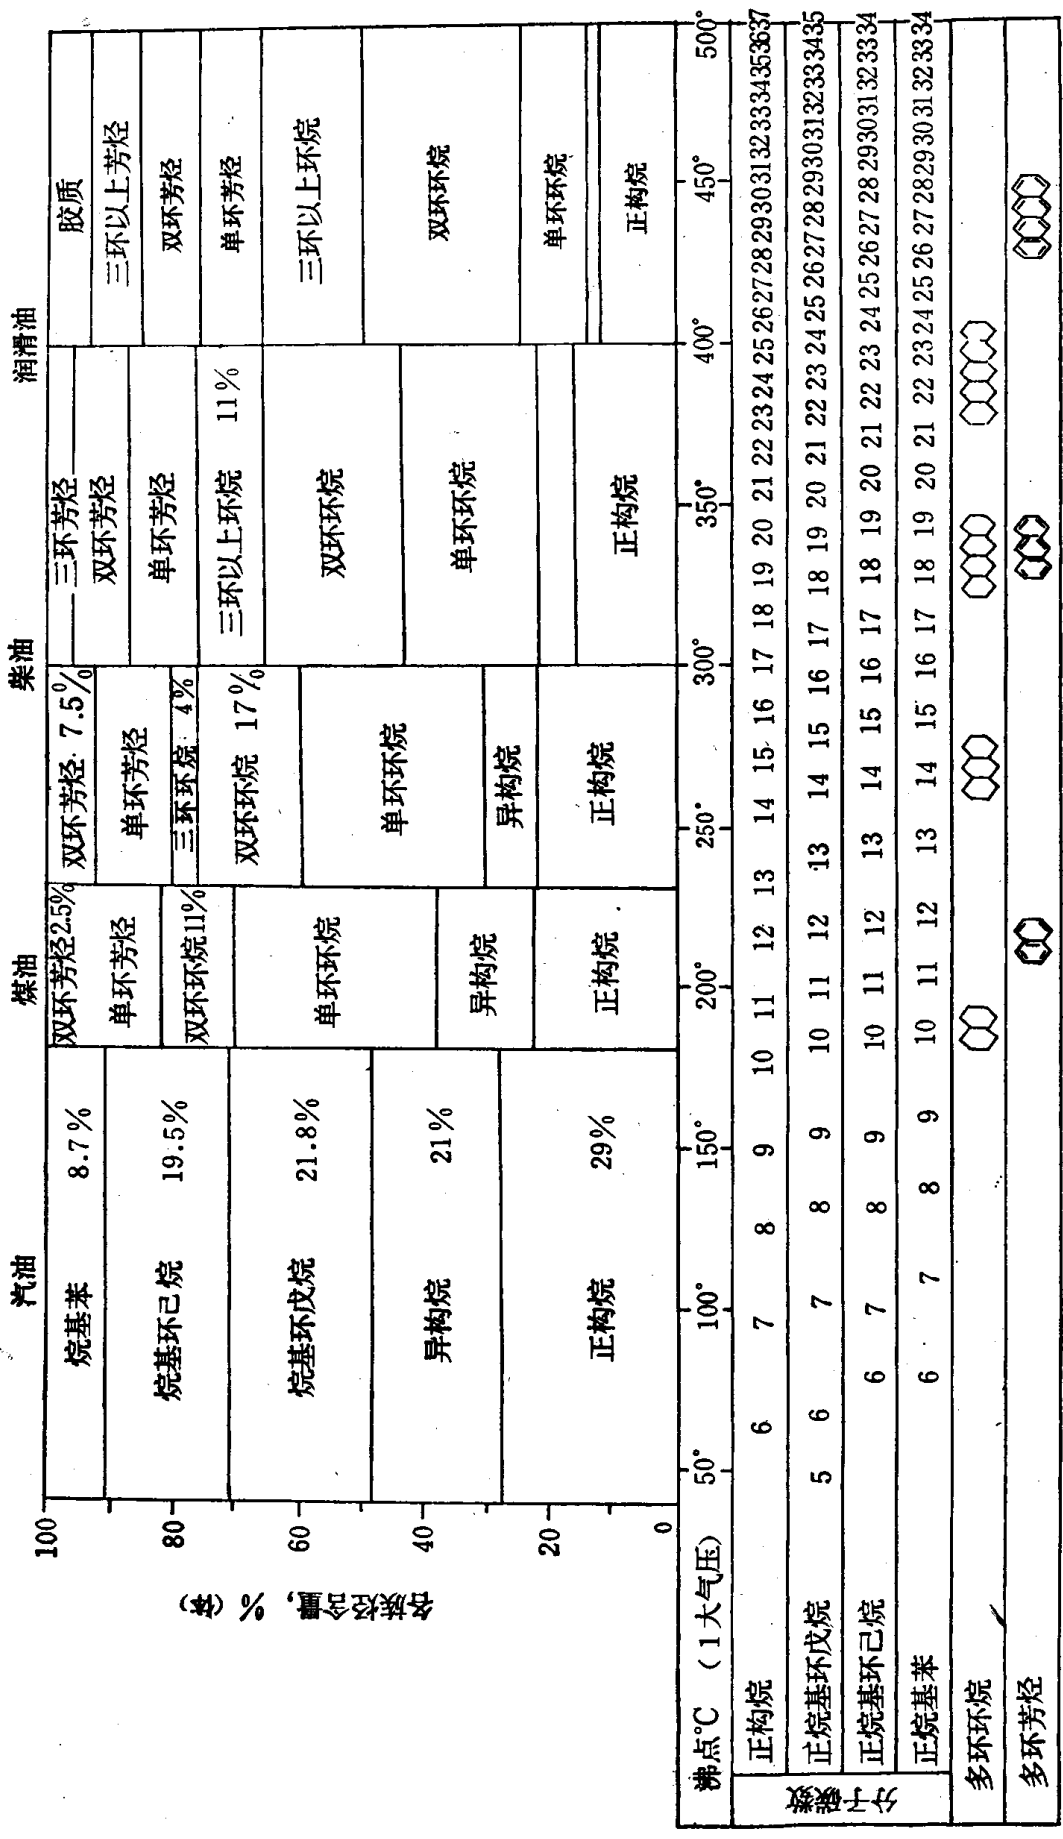 汽油
煤油
柴油
润滑油
各族烃含量, %(体)
100
80
60
40
20
0
烷基苯 8.7%
烷基环己烷 19.5%
烷基环戊烷 21.8%
异构烷 21%
正构烷 29%
双环芳烃2.5%
单环芳烃
双环环烷11%
单环环烷
异构烷
正构烷
双环芳烃 7.5%
单环芳烃
三环环烷 4%
双环环烷 17%
单环环烷
异构烷
正构烷
三环芳烃
双环芳烃
单环芳烃
三环以上环烷 11%
双环环烷
单环环烷
正构烷
胶质
三环以上芳烃
双环芳烃
单环芳烃
三环以上环烷
双环环烷
单环环烷
正构烷
沸点℃ (1大气压) 50° 100° 150° 200° 250° 300° 350° 400° 450° 500°
分子碳数
正构烷 6 7 8 9 10 11 12 13 14 15 16 17 18 19 20 21 22 23 24 25 26 27 28 29 30 31 32 33 34 35 36 37
正烷基环戊烷 5 6 7 8 9 10 11 12 13 14 15 16 17 18 19 20 21 22 23 24 25 26 27 28 29 30 31 32 33 34 35
正烷基环己烷 6 7 8 9 10 11 12 13 14 15 16 17 18 19 20 21 22 23 24 25 26 27 28 29 30 31 32 33 34
正烷基苯 6 7 8 9 10 11 12 13 14 15 16 17 18 19 20 21 22 23 24 25 26 27 28 29 30 31 32 33 34
多环环烷
多环芳烃